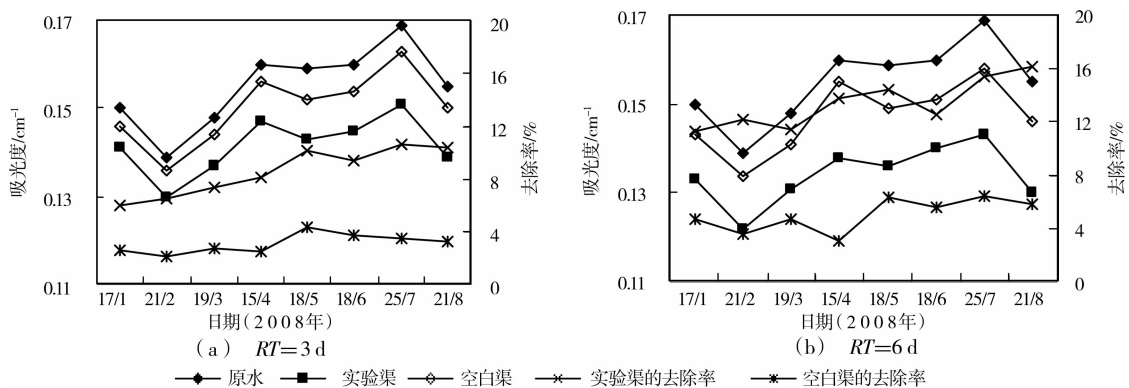 0.17
0.15
0.13
0.11
吸光度/cm⁻¹
20
16
12
8
4
0
去除率/%
17/1 21/2 19/3 15/4 18/5 18/6 25/7 21/8
日期(2008年)
(a) RT=3 d
0.17
0.15
0.13
0.11
吸光度/cm⁻¹
20
16
12
8
4
0
去除率/%
17/1 21/2 19/3 15/4 18/5 18/6 25/7 21/8
日期(2008年)
(b) RT=6 d
原水 实验渠 空白渠 实验渠的去除率 空白渠的去除率